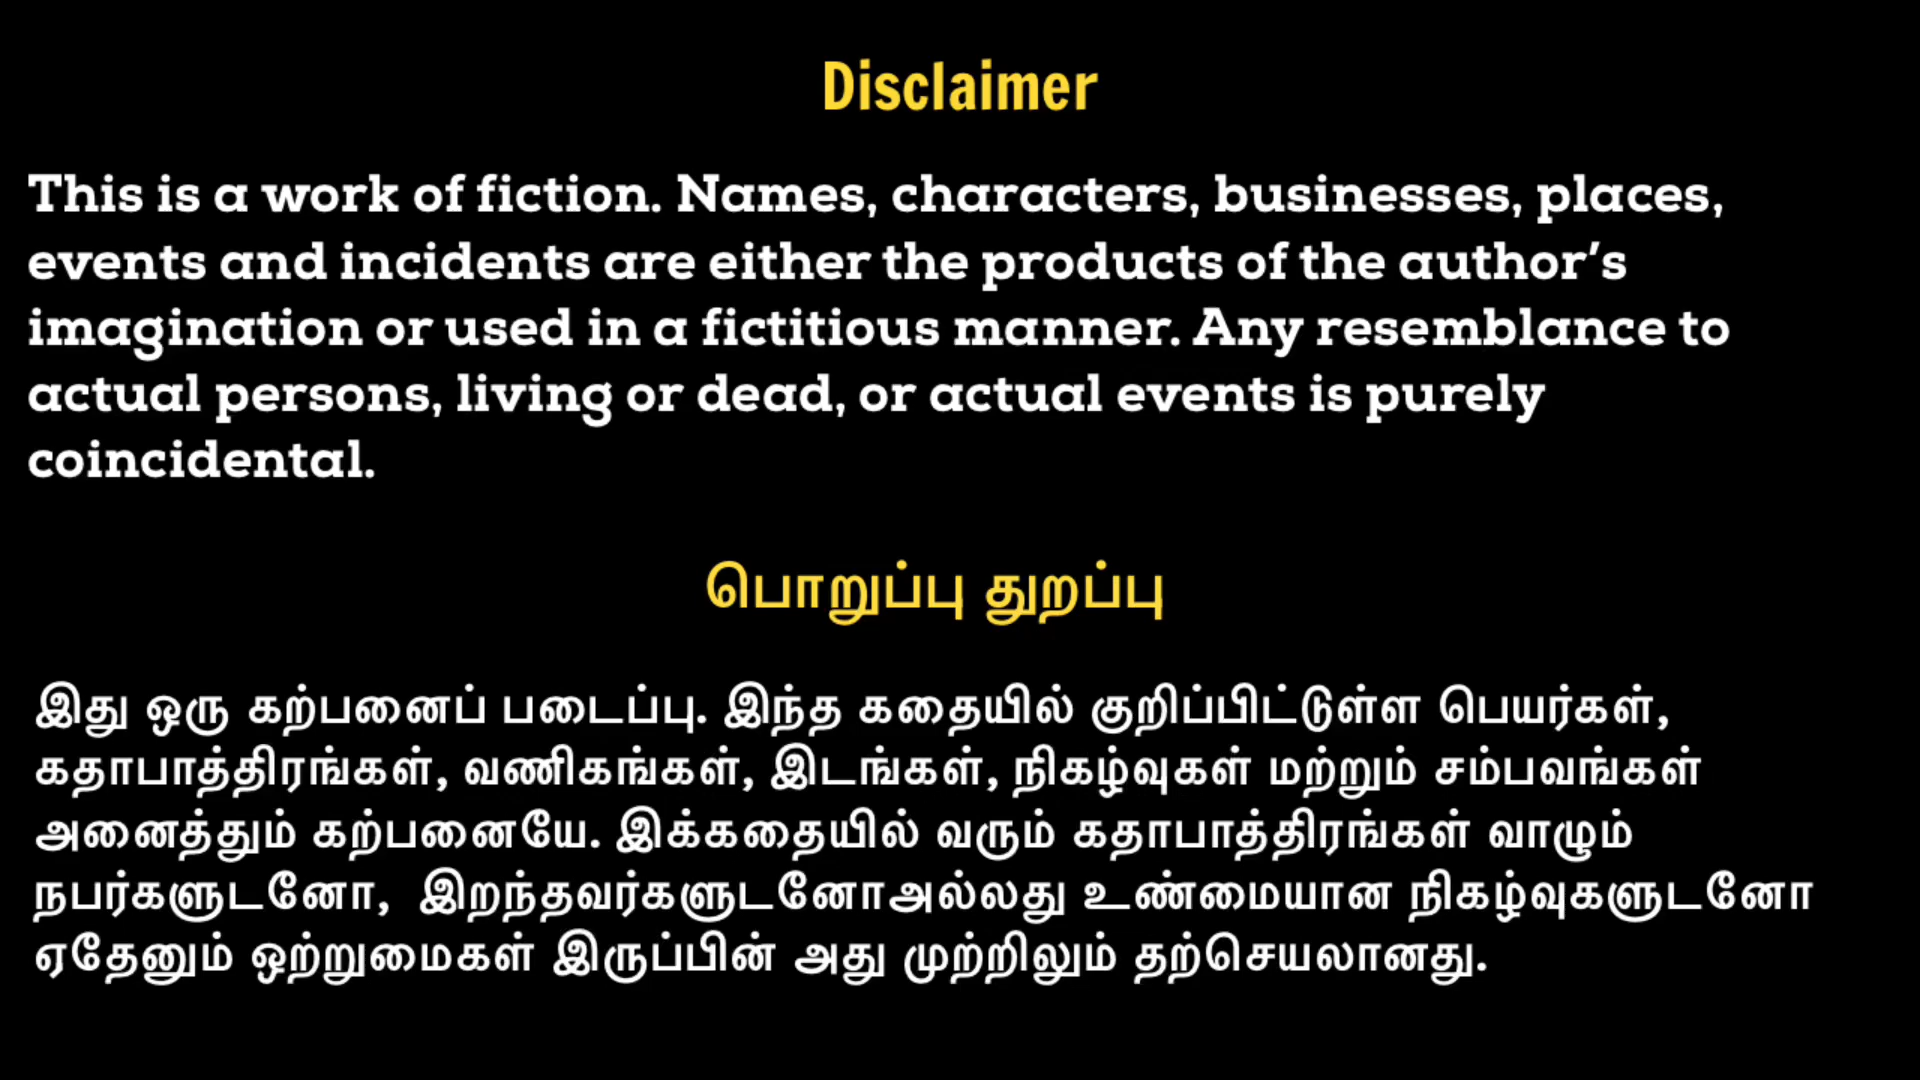 Disclaimer
This is a work of fiction. Names, characters, businesses, places,
events and incidents are either the products of the author’s
imagination or used in a fictitious manner. Any resemblance to
actual persons, living or dead, or actual events is purely
coincidental.
பொறுப்பு துறப்பு
இது ஒரு கற்பனைப் படைப்பு. இந்த கதையில் குறிப்பிட்டுள்ள பெயர்கள்,
கதாபாத்திரங்கள், வணிகங்கள், இடங்கள், நிகழ்வுகள் மற்றும் சம்பவங்கள்
அனைத்தும் கற்பனையே. இக்கதையில் வரும் கதாபாத்திரங்கள் வாழும்
நபர்களுடனோ, இறந்தவர்களுடனோஅல்லது உண்மையான நிகழ்வுகளுடனோ
ஏதேனும் ஒற்றுமைகள் இருப்பின் அது முற்றிலும் தற்செயலானது.